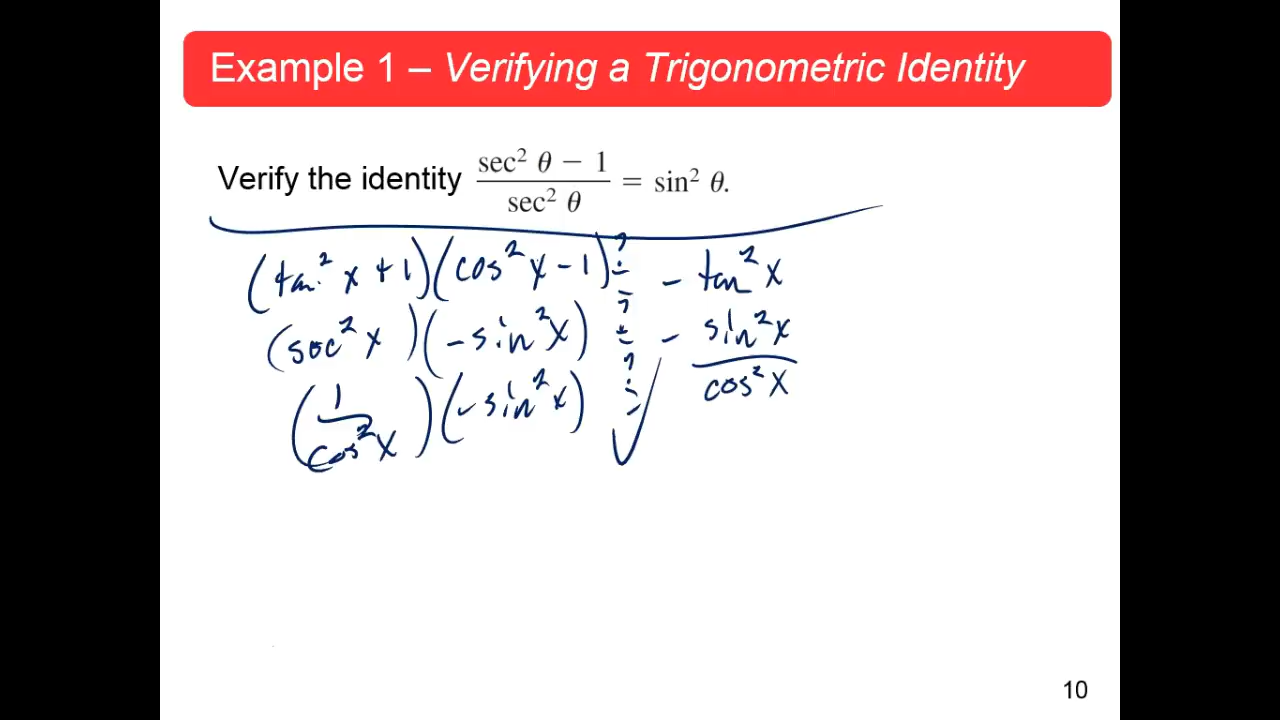 Example 1 – Verifying a Trigonometric Identity
Verify the identity (sec² θ − 1)/(sec² θ) = sin² θ.
(tan² x + 1)(cos² x − 1) ≟ − tan² x
(sec² x)(− sin² x) ≟ − sin² x / cos² x
(1 / cos² x)(− sin² x) ≟ ✓
10